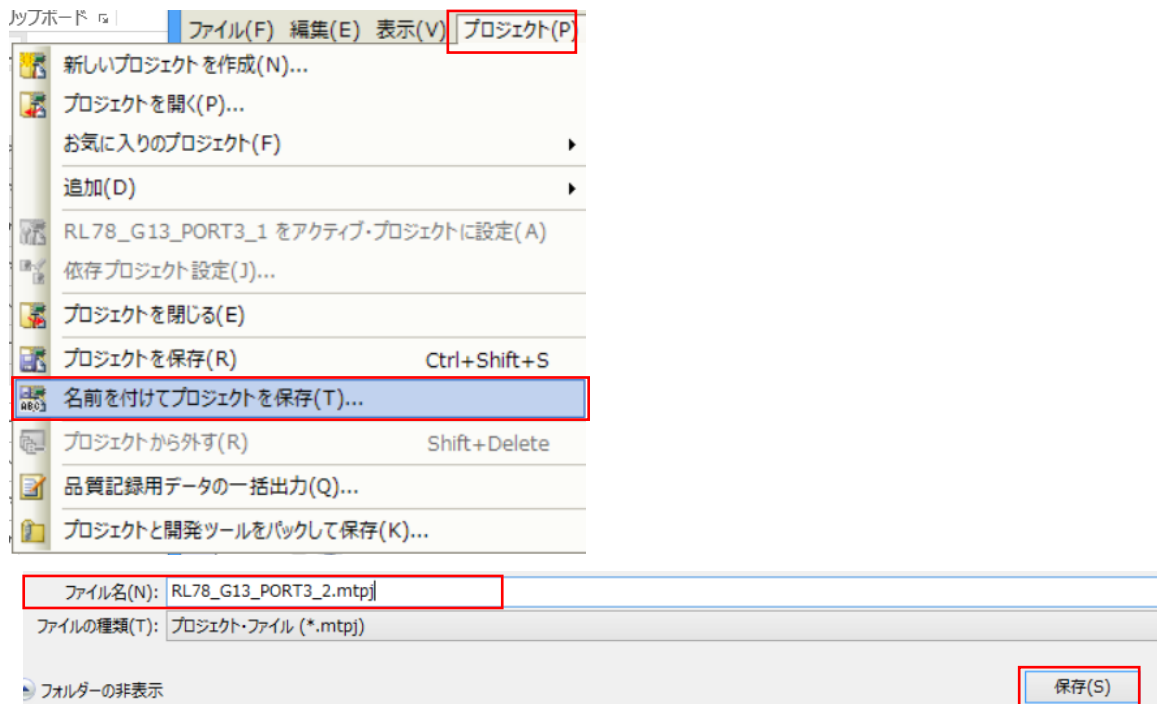 ップボード
ファイル(F) 編集(E) 表示(V) プロジェクト(P)
新しいプロジェクトを作成(N)...
プロジェクトを開く(P)...
お気に入りのプロジェクト(F)
追加(D)
RL78_G13_PORT3_1 をアクティブ・プロジェクトに設定(A)
依存プロジェクト設定(J)...
プロジェクトを閉じる(E)
プロジェクトを保存(R) Ctrl+Shift+S
名前を付けてプロジェクトを保存(T)...
プロジェクトから外す(R) Shift+Delete
品質記録用データの一括出力(Q)...
プロジェクトと開発ツールをパックして保存(K)...
ファイル名(N): RL78_G13_PORT3_2.mtpj
ファイルの種類(T): プロジェクト・ファイル (*.mtpj)
フォルダーの非表示 保存(S)